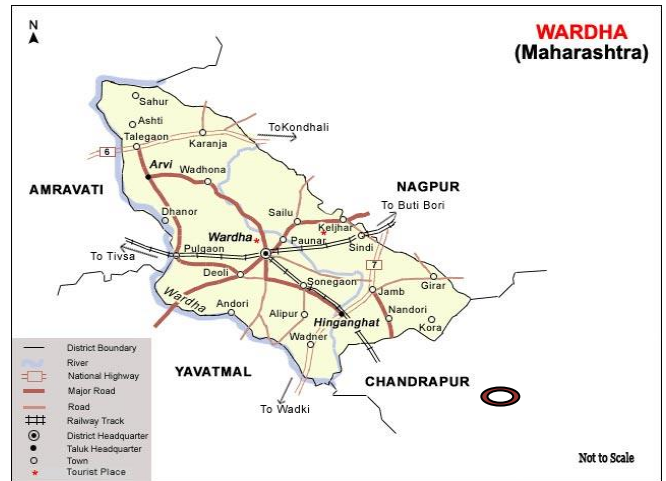 N
WARDHA
(Maharashtra)
Sahur
Ashti
Talegaon
ToKondhali
Karanja
6
Arvi
Wadhona
AMRAVATI
NAGPUR
To Buti Bori
Dhanor
Sailu
Keljhar
Wardha
Paunar
Sindi
To Tivsa
Pulgaon
7
Deoli
Sonegaon
Girar
Jamb
Wardha
Andori
Alipur
Nandori
Hinganghat
Kora
Wadner
YAVATMAL
CHANDRAPUR
To Wadki
District Boundary
River
National Highway
Major Road
Road
Railway Track
District Headquarter
Taluk Headquarter
Town
Tourist Place
Not to Scale